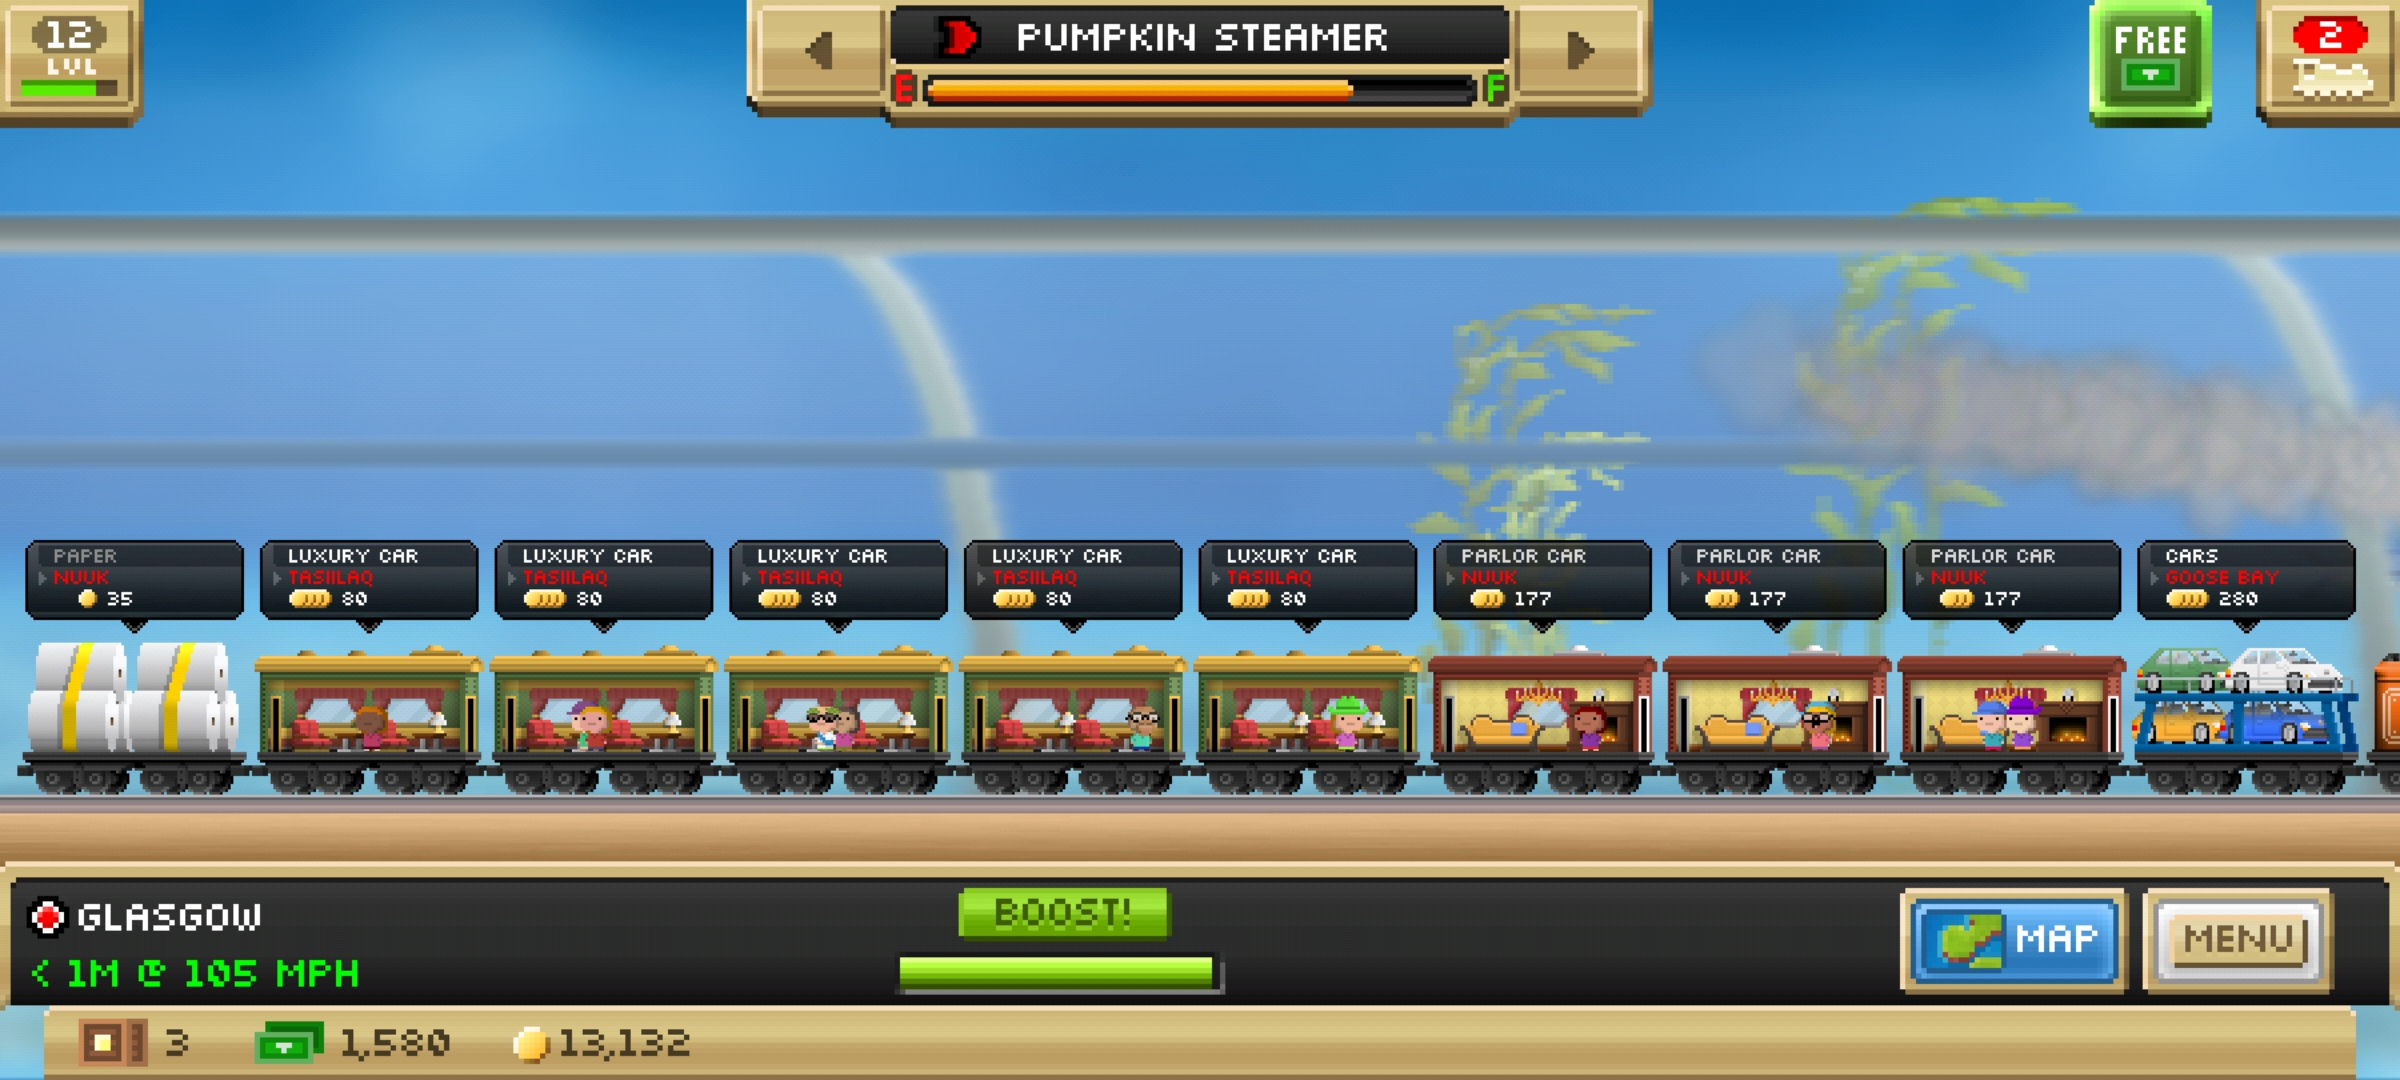 12
LVL
PUMPKIN STEAMER
E F
FREE
2
PAPER
NUUK
35
LUXURY CAR
TASIILAQ
80
LUXURY CAR
TASIILAQ
80
LUXURY CAR
TASIILAQ
80
LUXURY CAR
TASIILAQ
80
LUXURY CAR
TASIILAQ
80
PARLOR CAR
NUUK
177
PARLOR CAR
NUUK
177
PARLOR CAR
NUUK
177
CARS
GOOSE BAY
280
GLASGOW
< 1M @ 105 MPH
BOOST!
MAP
MENU
3
1,580
13,132